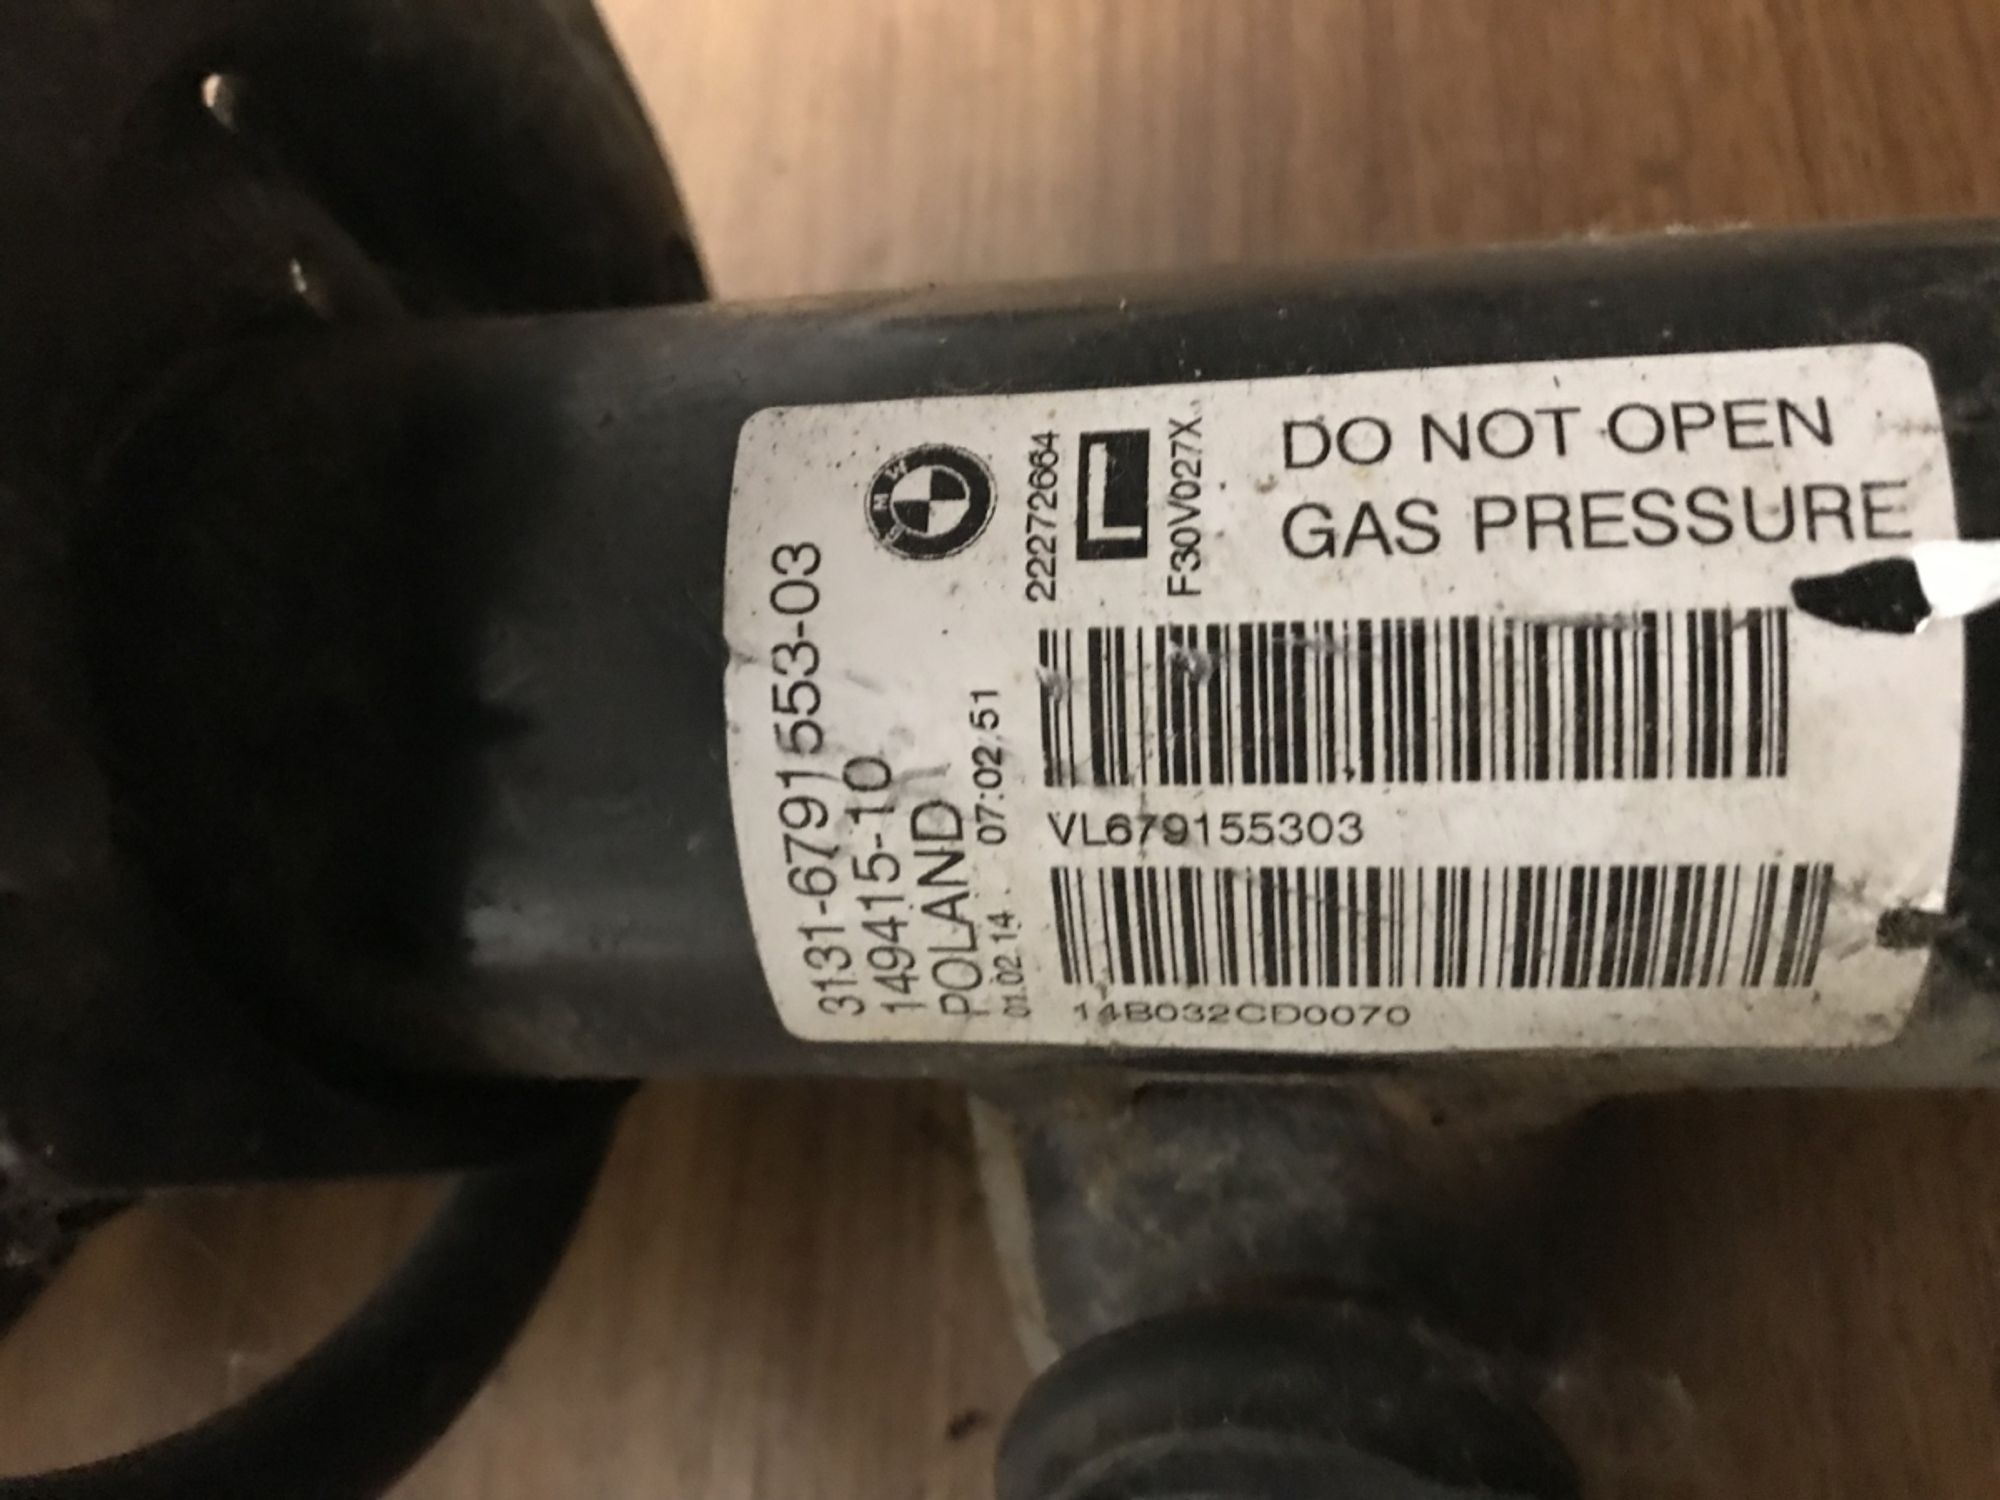 DO NOT OPEN
GAS PRESSURE
BMW
22272664
L
F30V027X
3131-6791553-03
149415-10
POLAND
01.02.14 07:02:51
VL679155303
14B032CD0070